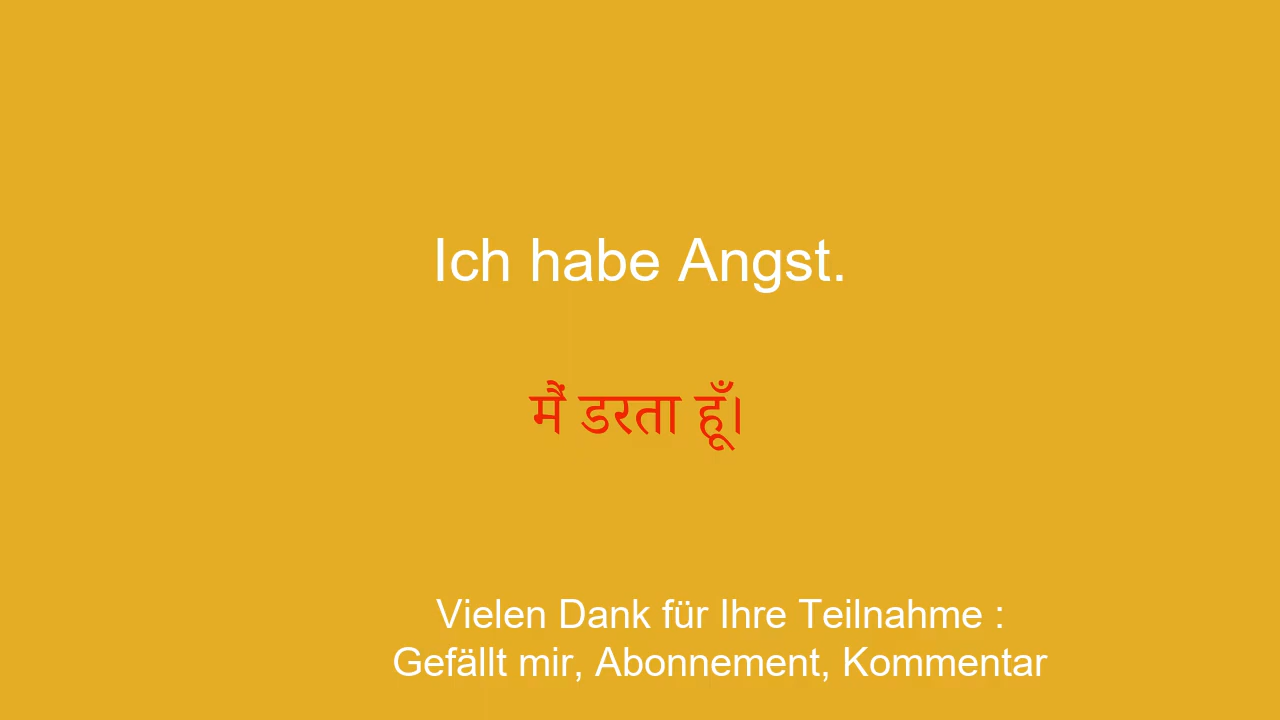 Ich habe Angst.
मैं डरता हूँ।
Vielen Dank für Ihre Teilnahme :
Gefällt mir, Abonnement, Kommentar